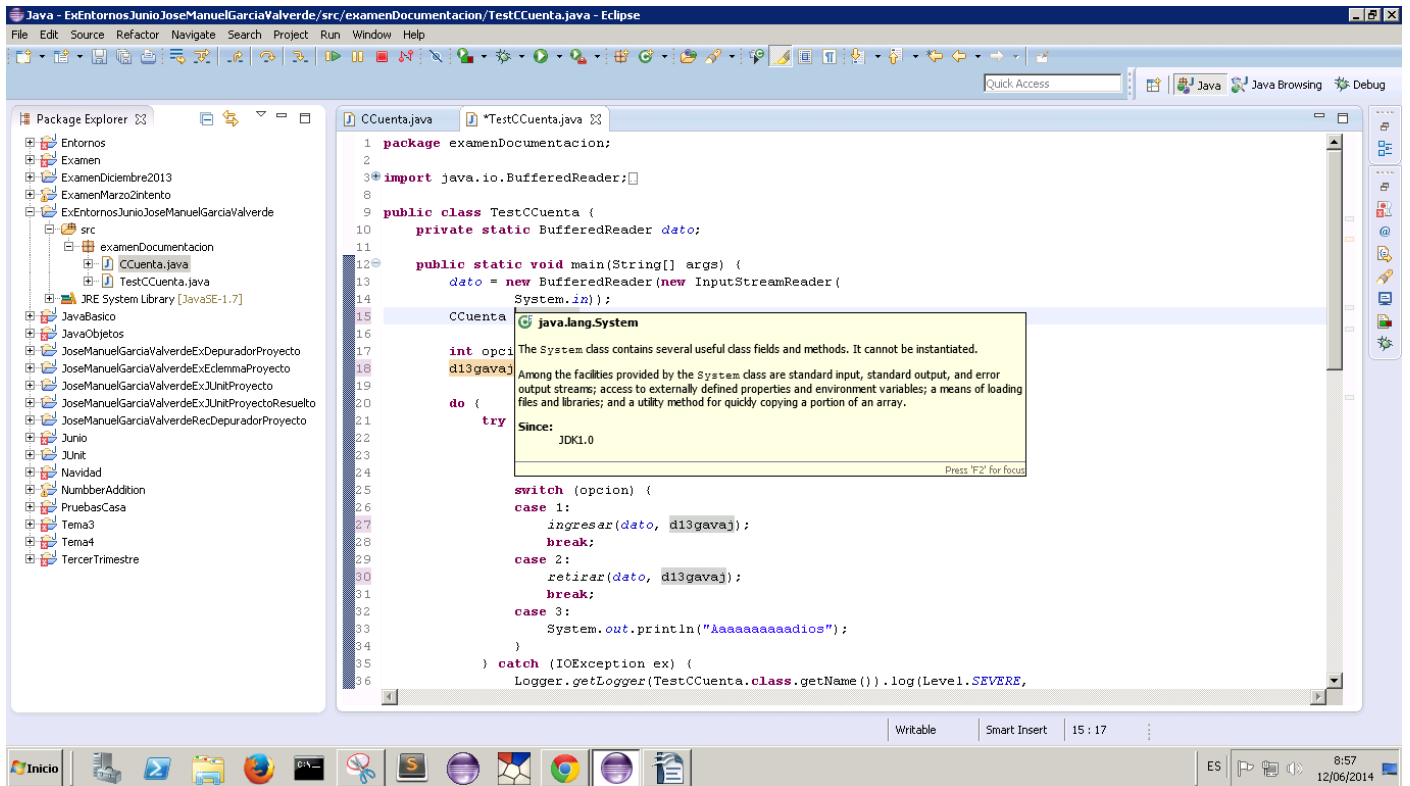 Java - ExEntornosJunioJoseManuelGarciaValverde/src/examenDocumentacion/TestCCuenta.java - Eclipse
File Edit Source Refactor Navigate Search Project Run Window Help
Quick Access
Java
Java Browsing
Debug
Package Explorer
Entornos
Examen
ExamenDiciembre2013
ExamenMarzo2intento
ExEntornosJunioJoseManuelGarciaValverde
src
examenDocumentacion
CCuenta.java
TestCCuenta.java
JRE System Library [JavaSE-1.7]
JavaBasico
JavaObjetos
JoseManuelGarciaValverdeExDepuradorProyecto
JoseManuelGarciaValverdeExEclemmaProyecto
JoseManuelGarciaValverdeExJUnitProyecto
JoseManuelGarciaValverdeExJUnitProyectoResuelto
JoseManuelGarciaValverdeRecDepuradorProyecto
Junio
JUnit
Navidad
NumbberAddition
PruebasCasa
Tema3
Tema4
TercerTrimestre
CCuenta.java
*TestCCuenta.java
1 package examenDocumentacion;
2
3 import java.io.BufferedReader;
8
9 public class TestCCuenta {
10 private static BufferedReader dato;
11
12 public static void main(String[] args) {
13 dato = new BufferedReader(new InputStreamReader(
14 System.in));
15 CCuenta
16
17 int opci
18 d13gavaj
19
20 do {
21 try
22
23
24
25 switch (opcion) {
26 case 1:
27 ingresar(dato, d13gavaj);
28 break;
29 case 2:
30 retirar(dato, d13gavaj);
31 break;
32 case 3:
33 System.out.println("Aaaaaaaaaadios");
34 }
35 } catch (IOException ex) {
36 Logger.getLogger(TestCCuenta.class.getName()).log(Level.SEVERE,
java.lang.System
The System class contains several useful class fields and methods. It cannot be instantiated.
Among the facilities provided by the System class are standard input, standard output, and error
output streams; access to externally defined properties and environment variables; a means of loading
files and libraries; and a utility method for quickly copying a portion of an array.
Since:
JDK1.0
Press 'F2' for focus
Writable
Smart Insert
15 : 17
Inicio
ES
8:57
12/06/2014